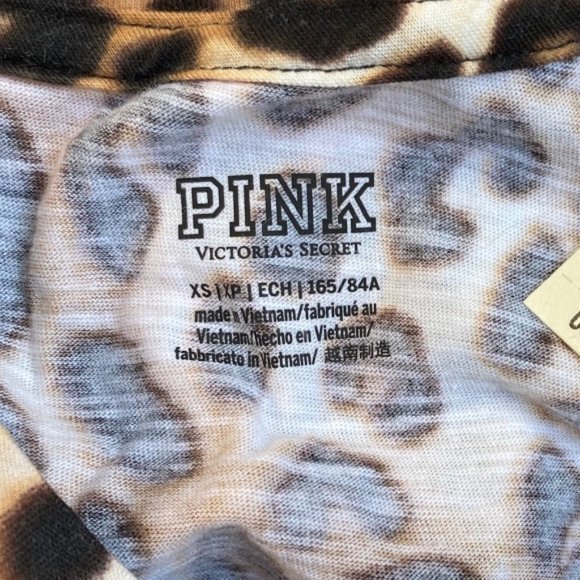 PINK
VICTORIA'S SECRET
XS | XP | ECH | 165/84A
made in Vietnam/fabriqué au
Vietnam/hecho en Vietnam/
fabbricato in Vietnam/ 越南制造